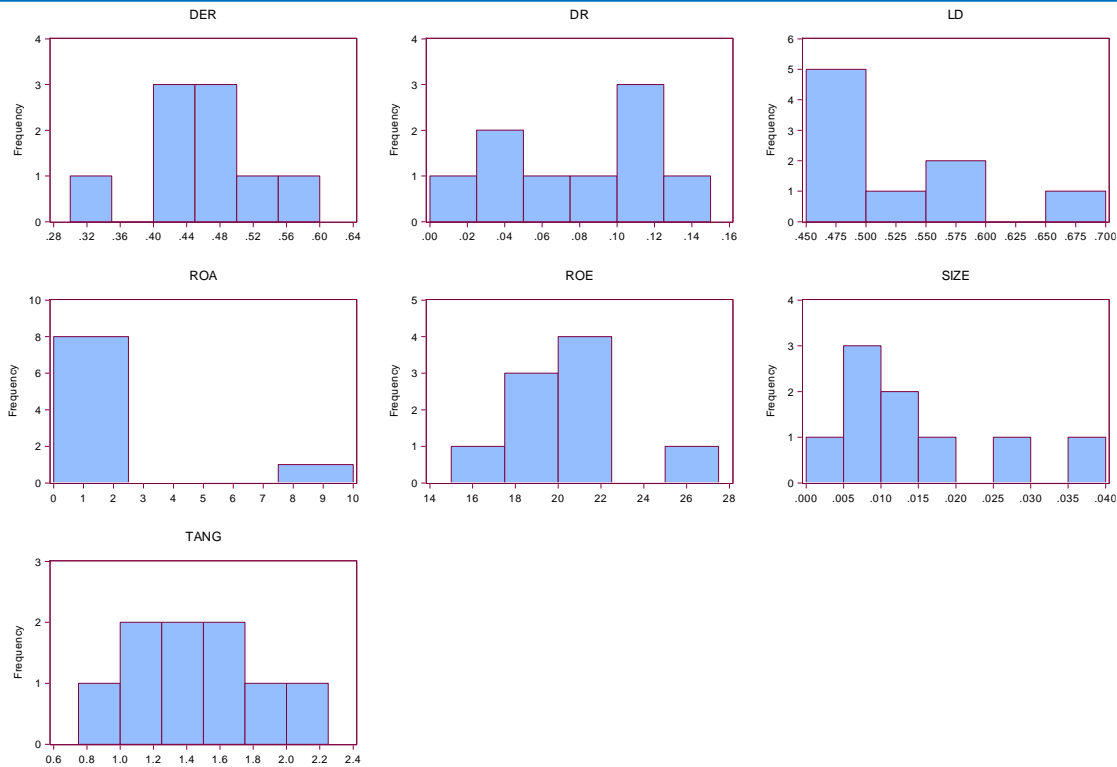 DER
4
3
2
1
0
Frequency
.28 .32 .36 .40 .44 .48 .52 .56 .60 .64
DR
4
3
2
1
0
Frequency
.00 .02 .04 .06 .08 .10 .12 .14 .16
LD
6
5
4
3
2
1
0
Frequency
.450 .475 .500 .525 .550 .575 .600 .625 .650 .675 .700
ROA
10
8
6
4
2
0
Frequency
0 1 2 3 4 5 6 7 8 9 10
ROE
5
4
3
2
1
0
Frequency
14 16 18 20 22 24 26 28
SIZE
4
3
2
1
0
Frequency
.000 .005 .010 .015 .020 .025 .030 .035 .040
TANG
3
2
1
0
Frequency
0.6 0.8 1.0 1.2 1.4 1.6 1.8 2.0 2.2 2.4